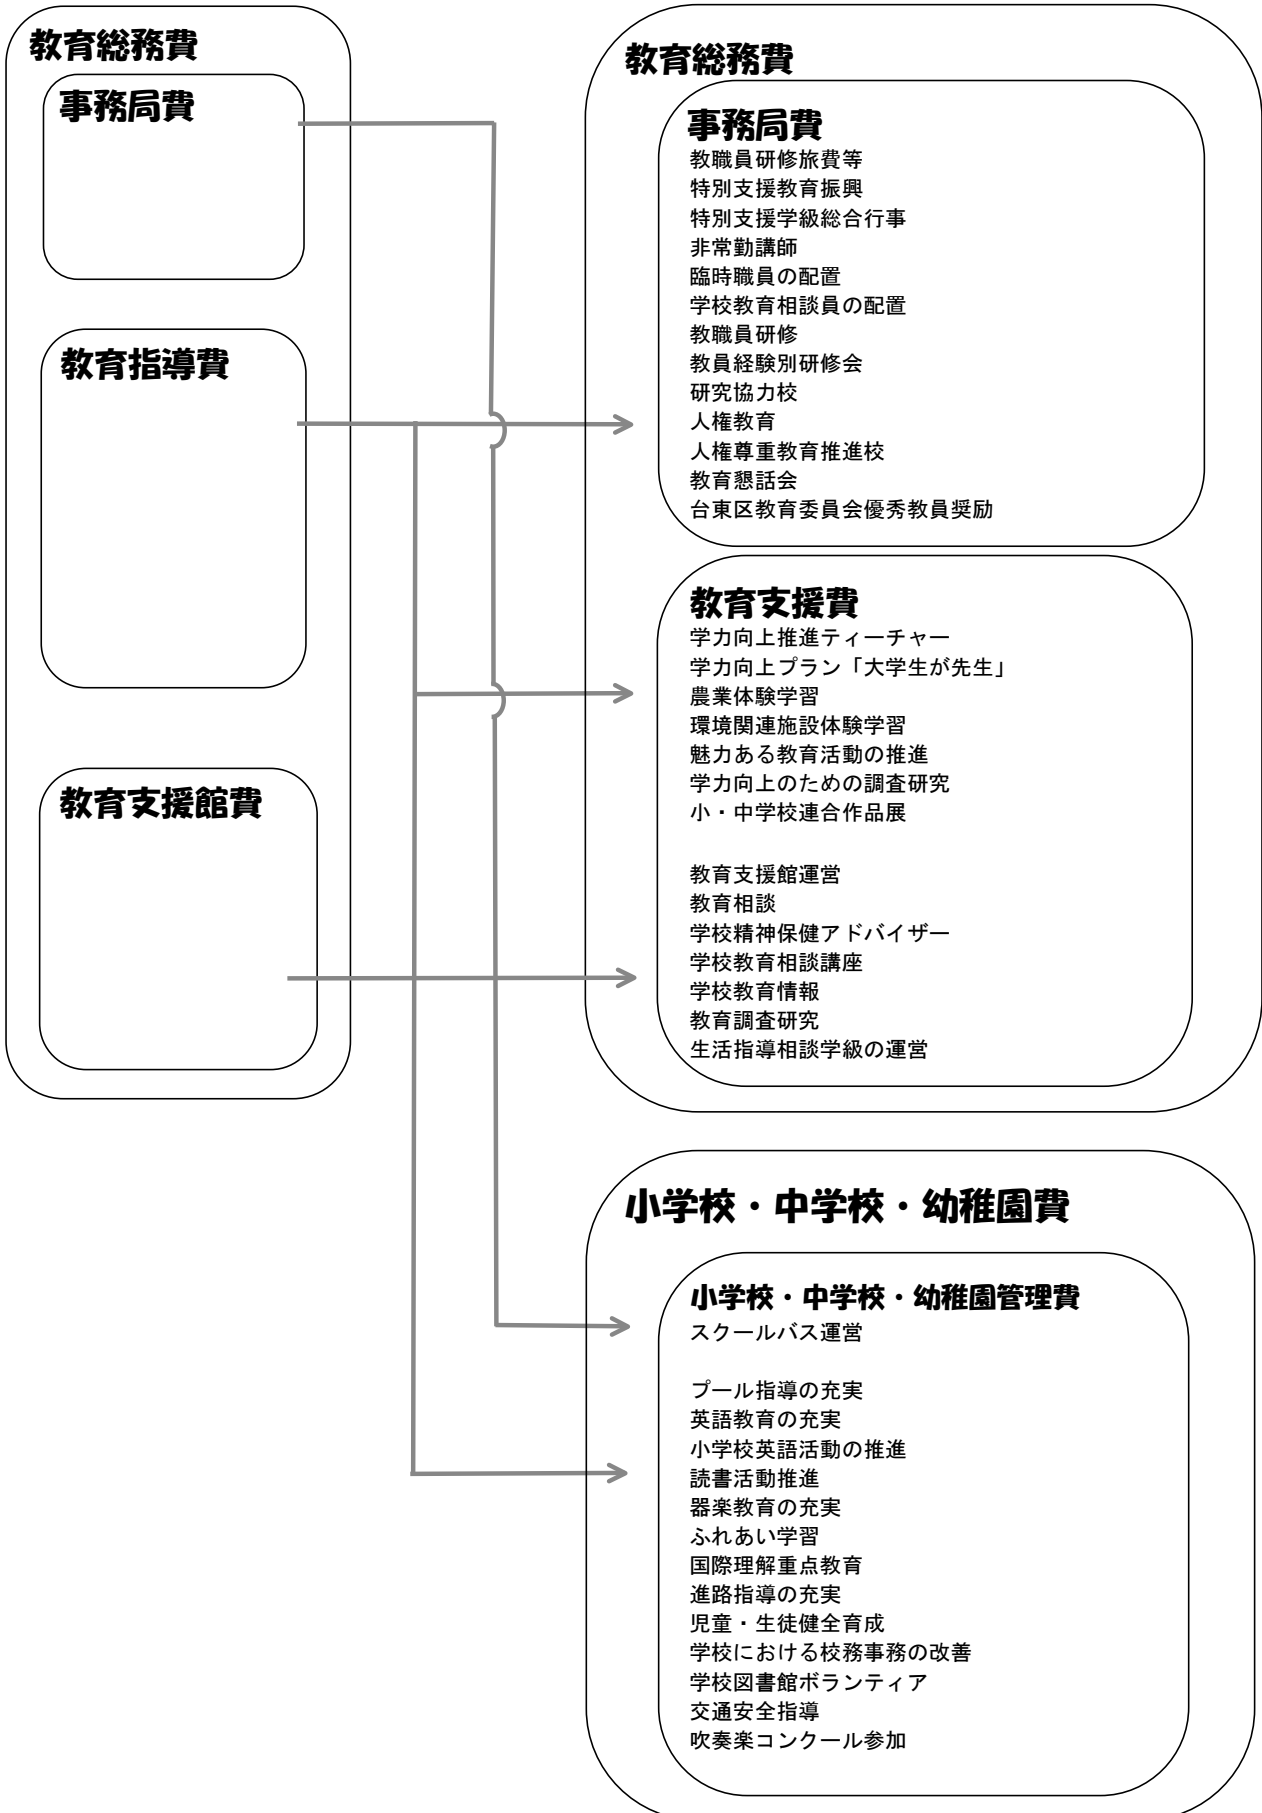 教育総務費
事務局費
教育指導費
教育支援館費
教育総務費
事務局費
教職員研修旅費等
特別支援教育振興
特別支援学級総合行事
非常勤講師
臨時職員の配置
学校教育相談員の配置
教職員研修
教員経験別研修会
研究協力校
人権教育
人権尊重教育推進校
教育懇話会
台東区教育委員会優秀教員奨励
教育支援費
学力向上推進ティーチャー
学力向上プラン「大学生が先生」
農業体験学習
環境関連施設体験学習
魅力ある教育活動の推進
学力向上のための調査研究
小・中学校連合作品展
教育支援館運営
教育相談
学校精神保健アドバイザー
学校教育相談講座
学校教育情報
教育調査研究
生活指導相談学級の運営
小学校・中学校・幼稚園費
小学校・中学校・幼稚園管理費
スクールバス運営
プール指導の充実
英語教育の充実
小学校英語活動の推進
読書活動推進
器楽教育の充実
ふれあい学習
国際理解重点教育
進路指導の充実
児童・生徒健全育成
学校における校務事務の改善
学校図書館ボランティア
交通安全指導
吹奏楽コンクール参加